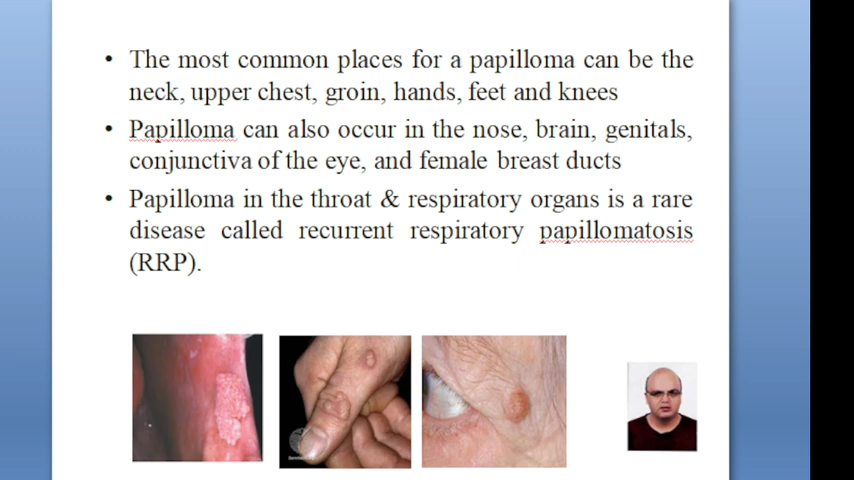 • The most common places for a papilloma can be the
neck, upper chest, groin, hands, feet and knees
• Papilloma can also occur in the nose, brain, genitals,
conjunctiva of the eye, and female breast ducts
• Papilloma in the throat & respiratory organs is a rare
disease called recurrent respiratory papillomatosis
(RRP).